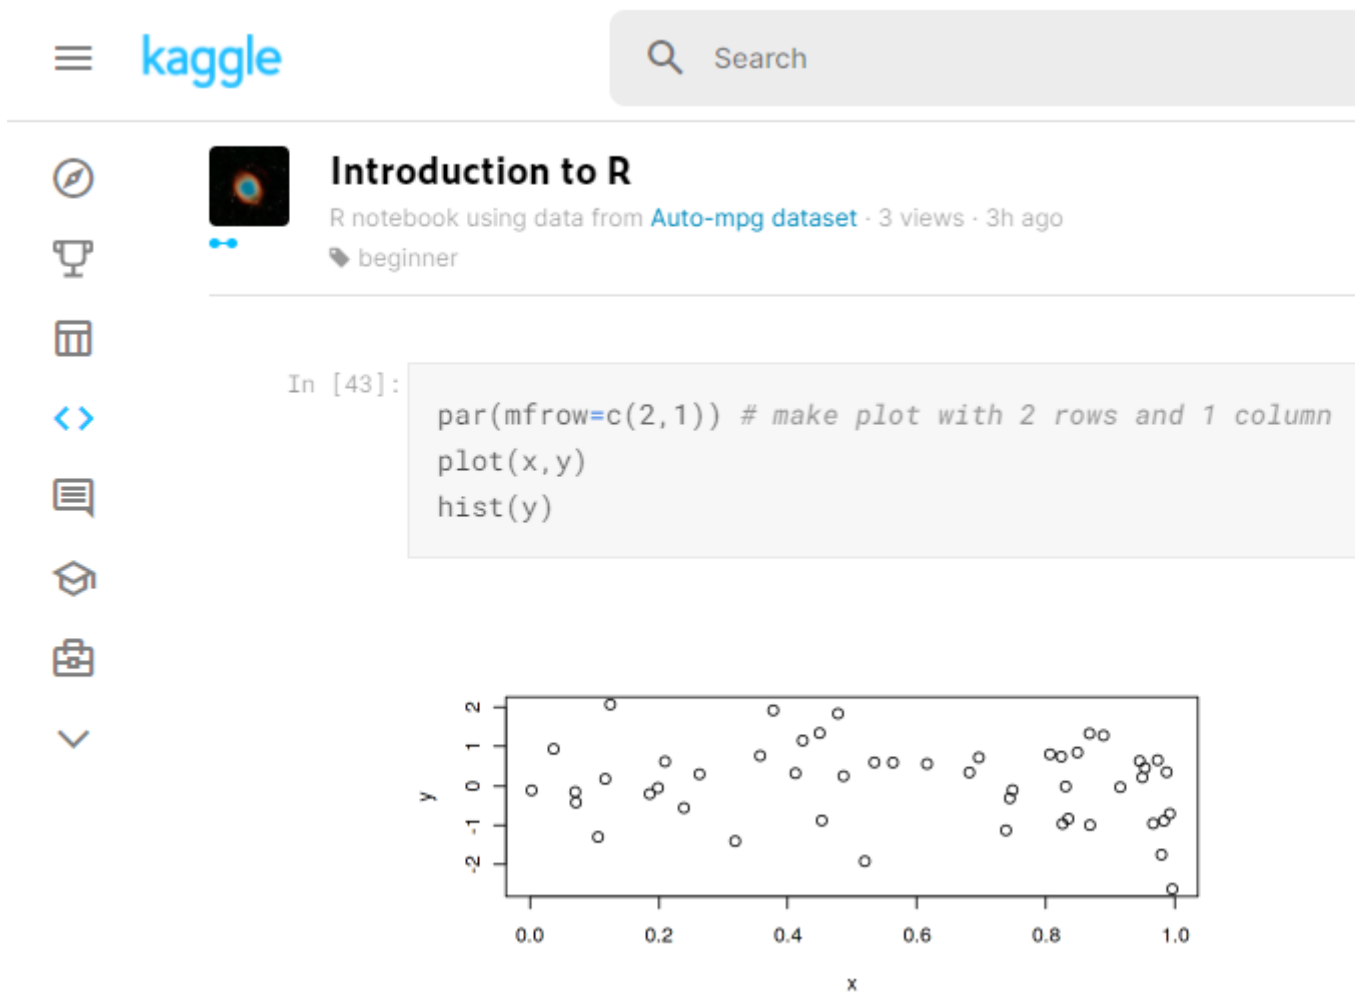 kaggle
Search
Introduction to R
R notebook using data from Auto-mpg dataset · 3 views · 3h ago
beginner
In [43]:
par(mfrow=c(2,1)) # make plot with 2 rows and 1 column
plot(x,y)
hist(y)
2
1
0
-1
-2
y
0.0 0.2 0.4 0.6 0.8 1.0
x